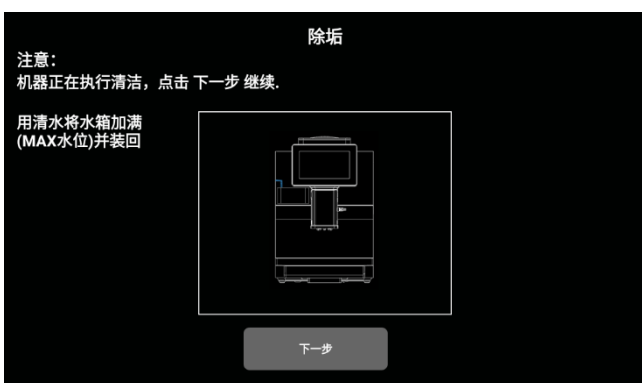 除垢
注意：
机器正在执行清洁，点击 下一步 继续.
用清水将水箱加满
(MAX水位)并装回
下一步